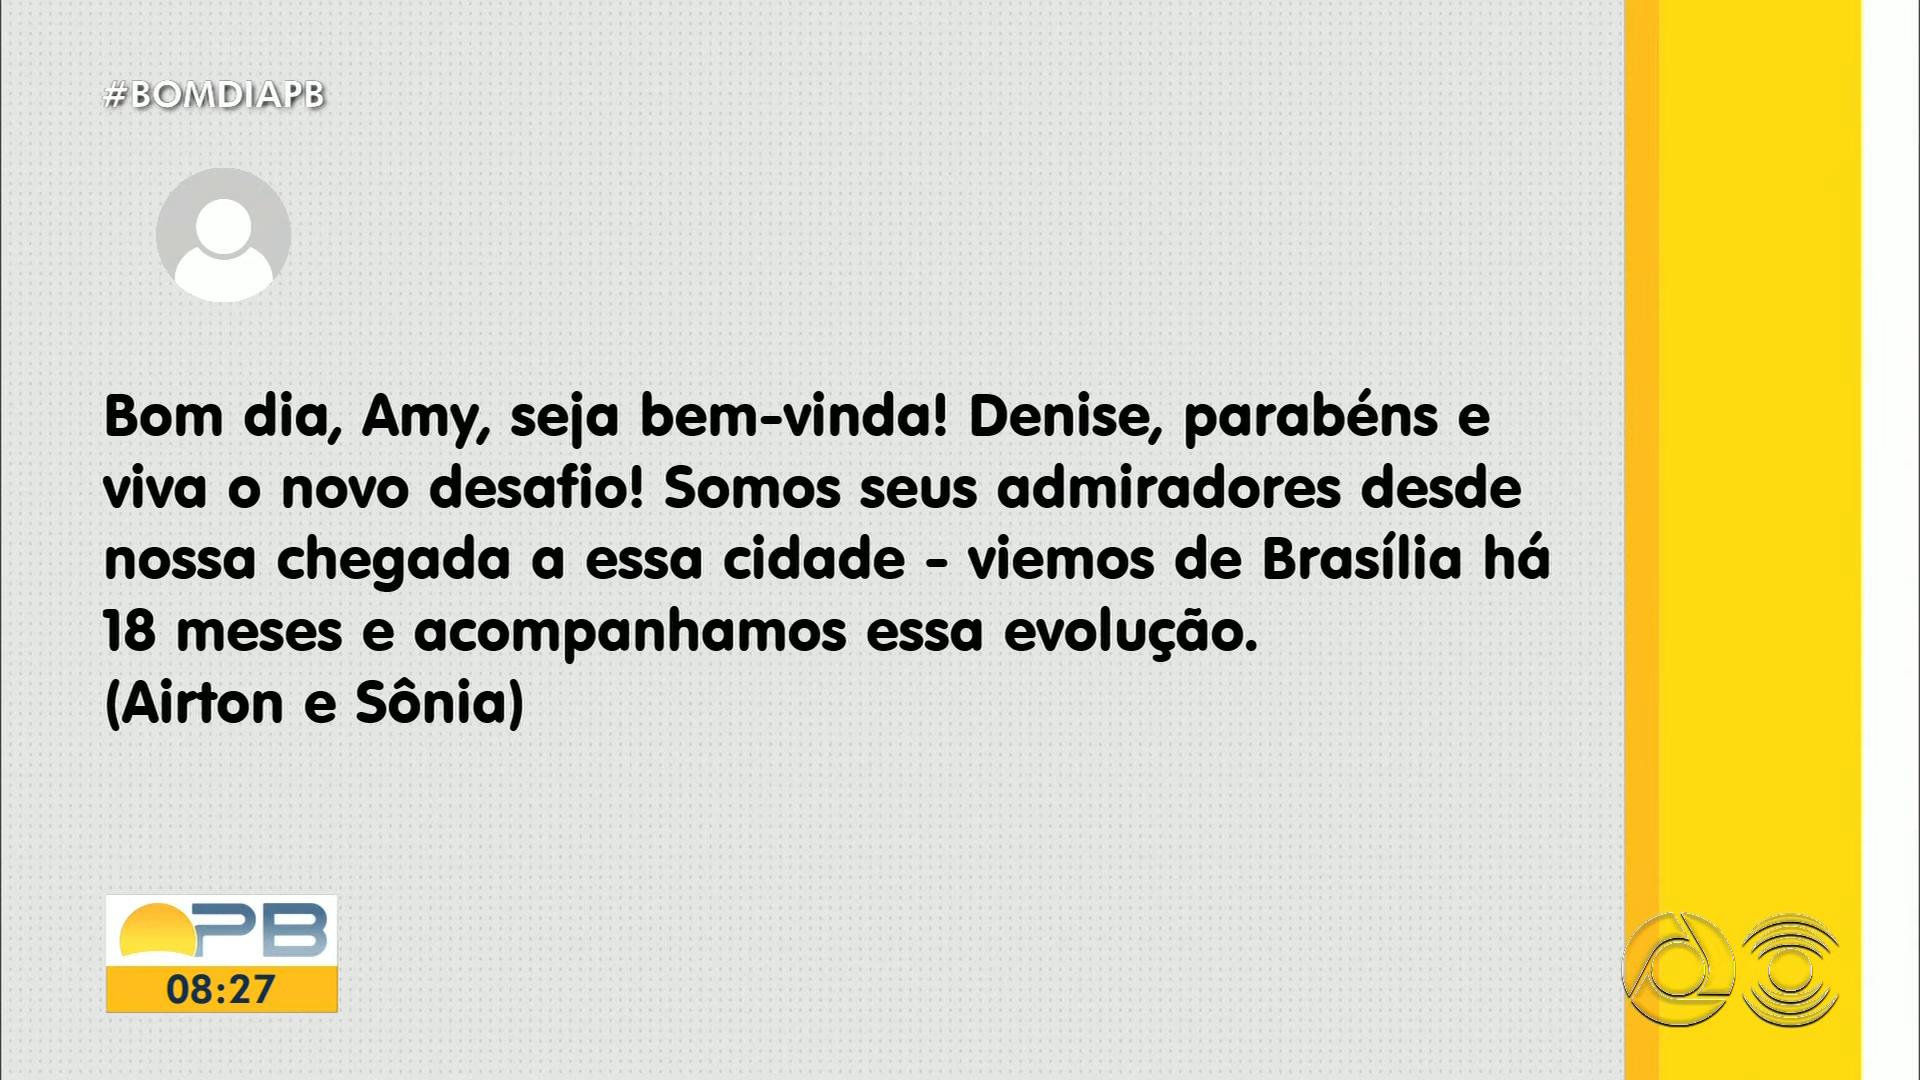 #BOMDIAPB
Bom dia, Amy, seja bem-vinda! Denise, parabéns e
viva o novo desafio! Somos seus admiradores desde
nossa chegada a essa cidade - viemos de Brasília há
18 meses e acompanhamos essa evolução.
(Airton e Sônia)
PB
08:27